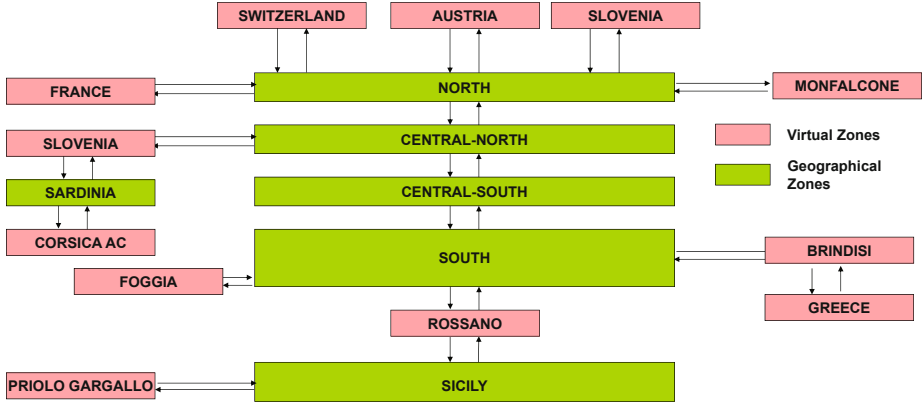 SWITZERLAND
AUSTRIA
SLOVENIA
FRANCE
NORTH
MONFALCONE
SLOVENIA
CENTRAL-NORTH
Virtual Zones
SARDINIA
CENTRAL-SOUTH
Geographical
Zones
CORSICA AC
SOUTH
BRINDISI
FOGGIA
GREECE
ROSSANO
PRIOLO GARGALLO
SICILY